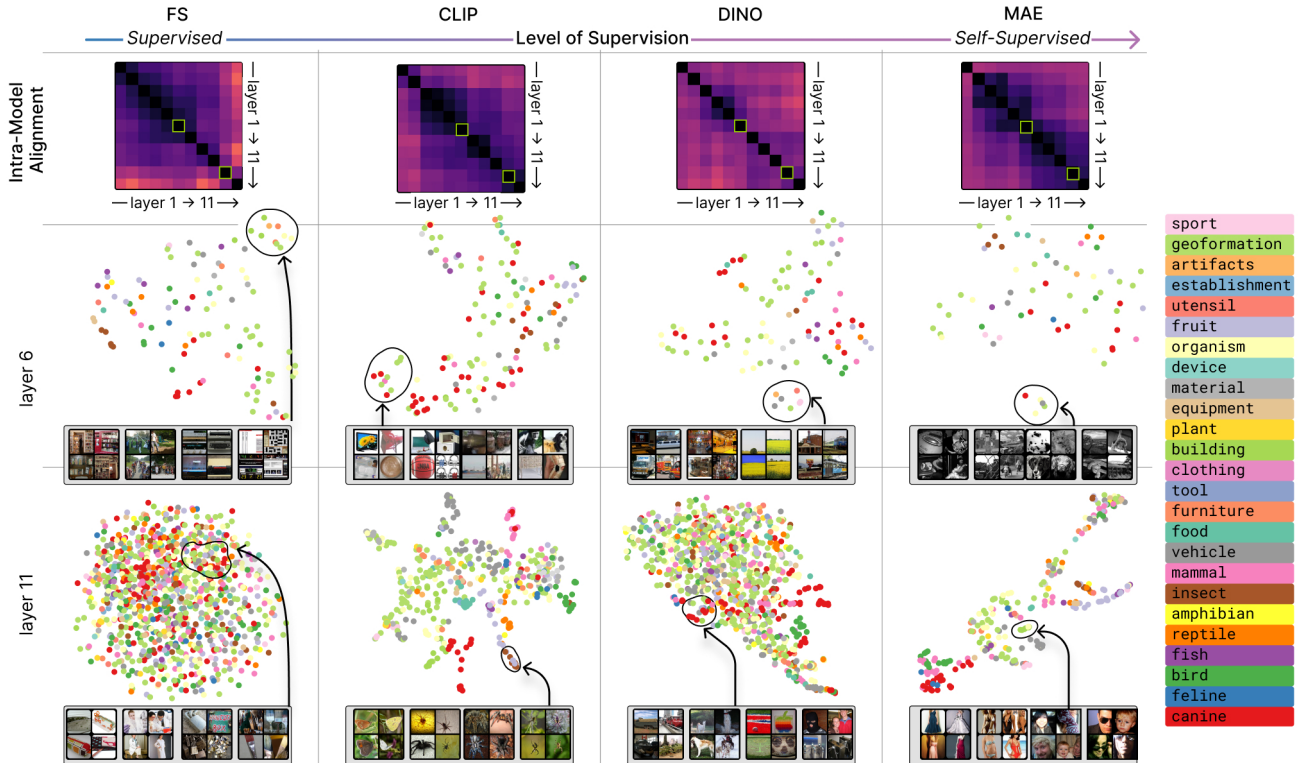 FS
CLIP
DINO
MAE
Supervised
Level of Supervision
Self-Supervised
Intra-Model
Alignment
layer 1 → 11
layer 1 → 11
layer 1 → 11
layer 1 → 11
layer 1 → 11
layer 1 → 11
layer 1 → 11
layer 1 → 11
layer 6
layer 11
sport
geoformation
artifacts
establishment
utensil
fruit
organism
device
material
equipment
plant
building
clothing
tool
furniture
food
vehicle
mammal
insect
amphibian
reptile
fish
bird
feline
canine